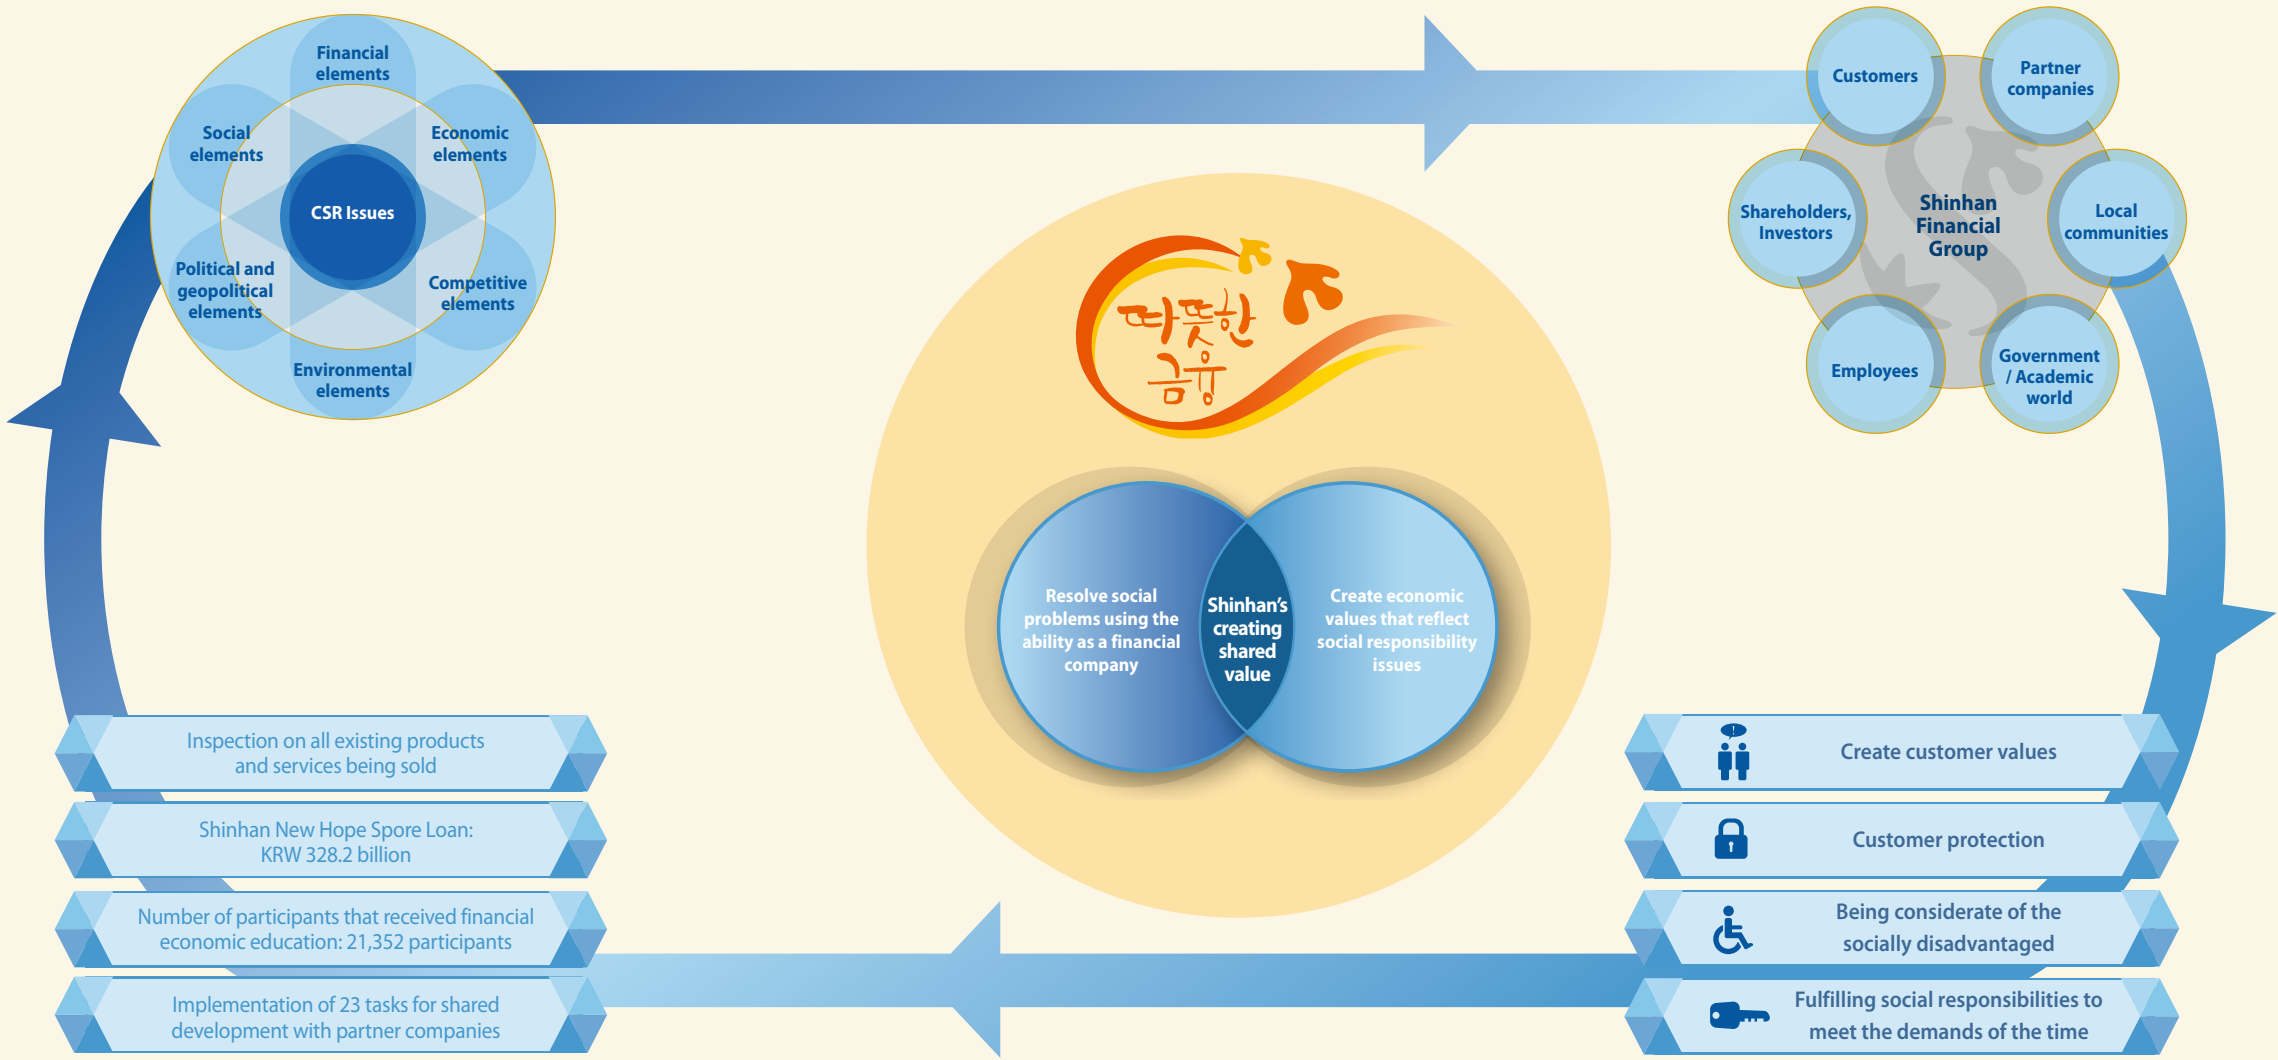 Financial
elements
Social
elements
Economic
elements
CSR Issues
Political and
geopolitical
elements
Competitive
elements
Environmental
elements
Customers
Partner
companies
Shareholders,
Investors
Shinhan
Financial
Group
Local
communities
Employees
Government
/ Academic
world
따뜻한
금융
Resolve social
problems using the
ability as a financial
company
Shinhan's
creating
shared
value
Create economic
values that reflect
social responsibility
issues
Inspection on all existing products
and services being sold
Shinhan New Hope Spore Loan:
KRW 328.2 billion
Number of participants that received financial
economic education: 21,352 participants
Implementation of 23 tasks for shared
development with partner companies
Create customer values
Customer protection
Being considerate of the
socially disadvantaged
Fulfilling social responsibilities to
meet the demands of the time